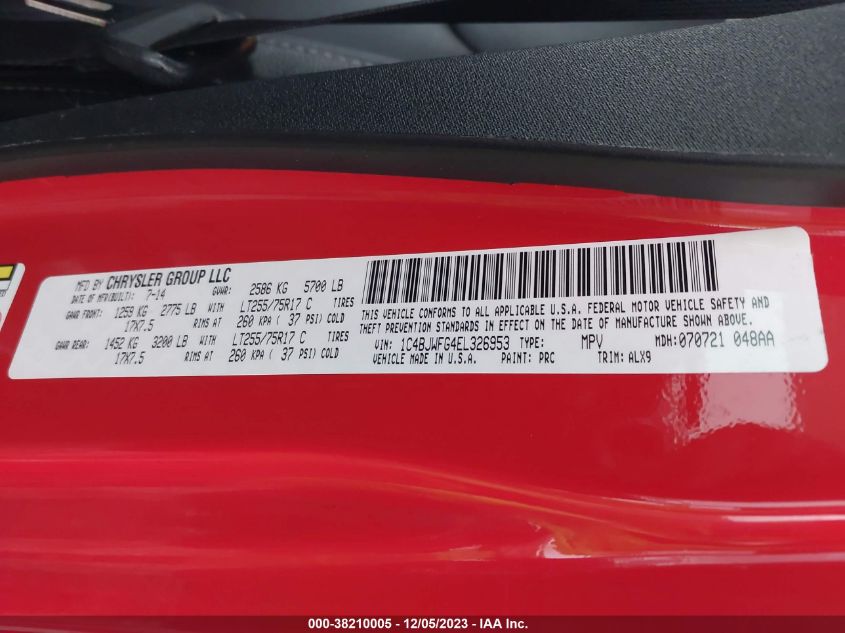 MFD BY CHRYSLER GROUP LLC
DATE OF MFR(BUILT): 7-14 GVWR: 2586 KG 5700 LB
GAWR FRONT: 1259 KG 2775 LB WITH LT255/75R17 C TIRES
17X7.5 RIMS AT 260 KPA ( 37 PSI) COLD
GAWR REAR: 1452 KG 3200 LB WITH LT255/75R17 C TIRES
17X7.5 RIMS AT 260 KPA ( 37 PSI) COLD
THIS VEHICLE CONFORMS TO ALL APPLICABLE U.S.A. FEDERAL MOTOR VEHICLE SAFETY AND
THEFT PREVENTION STANDARDS IN EFFECT ON THE DATE OF MANUFACTURE SHOWN ABOVE.
VIN: 1C4BJWFG4EL326953 TYPE: MPV MDH:070721 048AA
VEHICLE MADE IN U.S.A. PAINT: PRC TRIM: ALX9
000-38210005 - 12/05/2023 - IAA Inc.